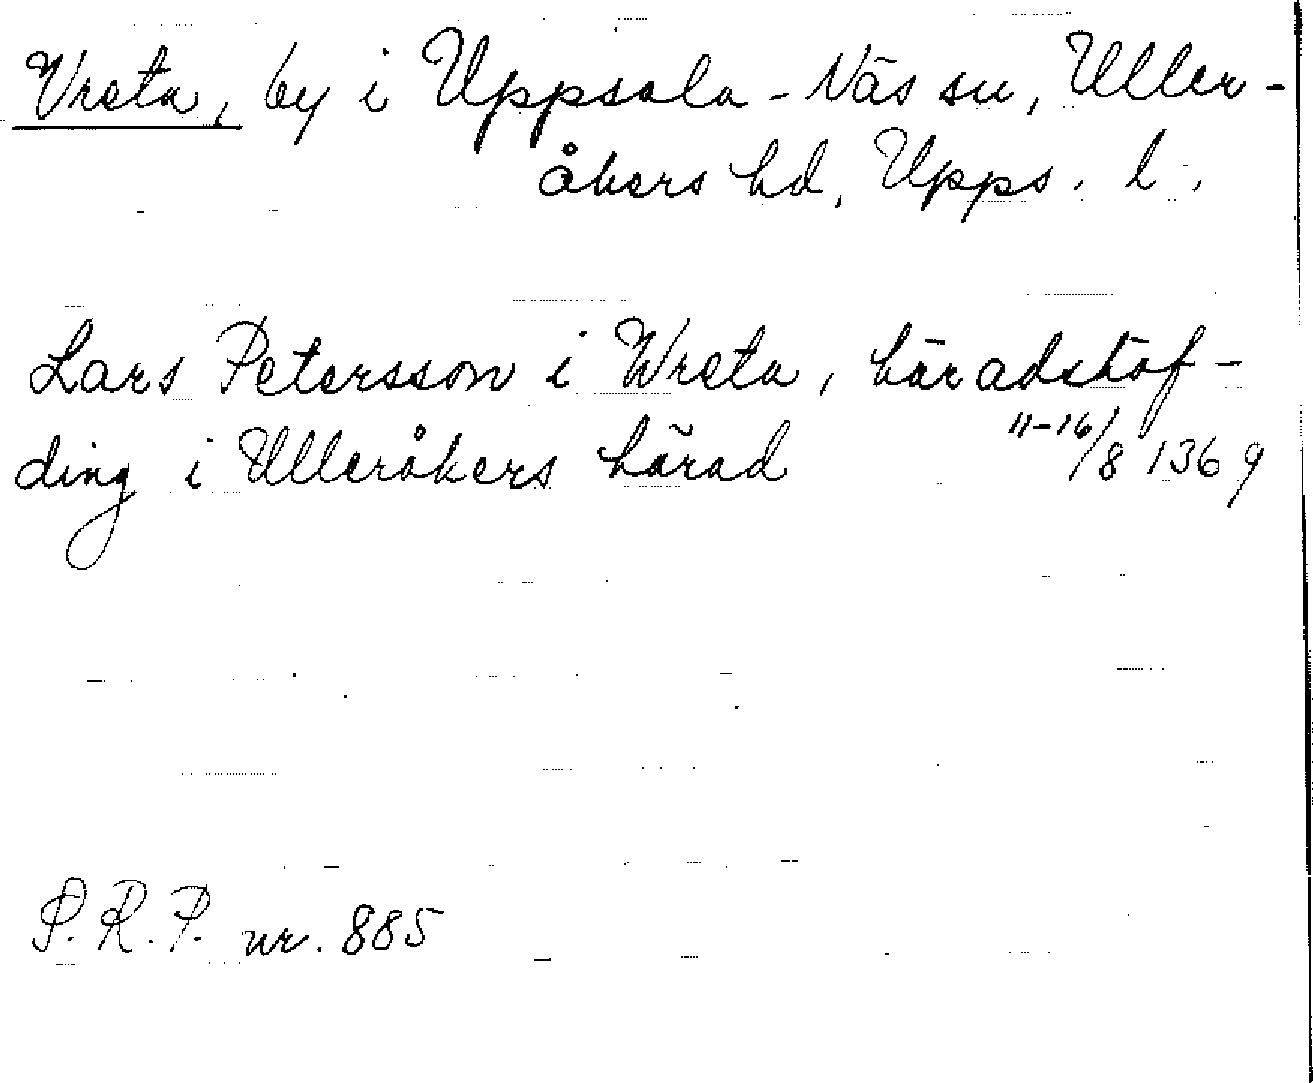 Vreta, by i Uppsala-Näs sn, Uller-
åkers hd, Upps. l.
Lars Petersson i Wreta, häradshöf-
ding i Ulleråkers härad 11-16/8 1369
S.R.P. nr. 885